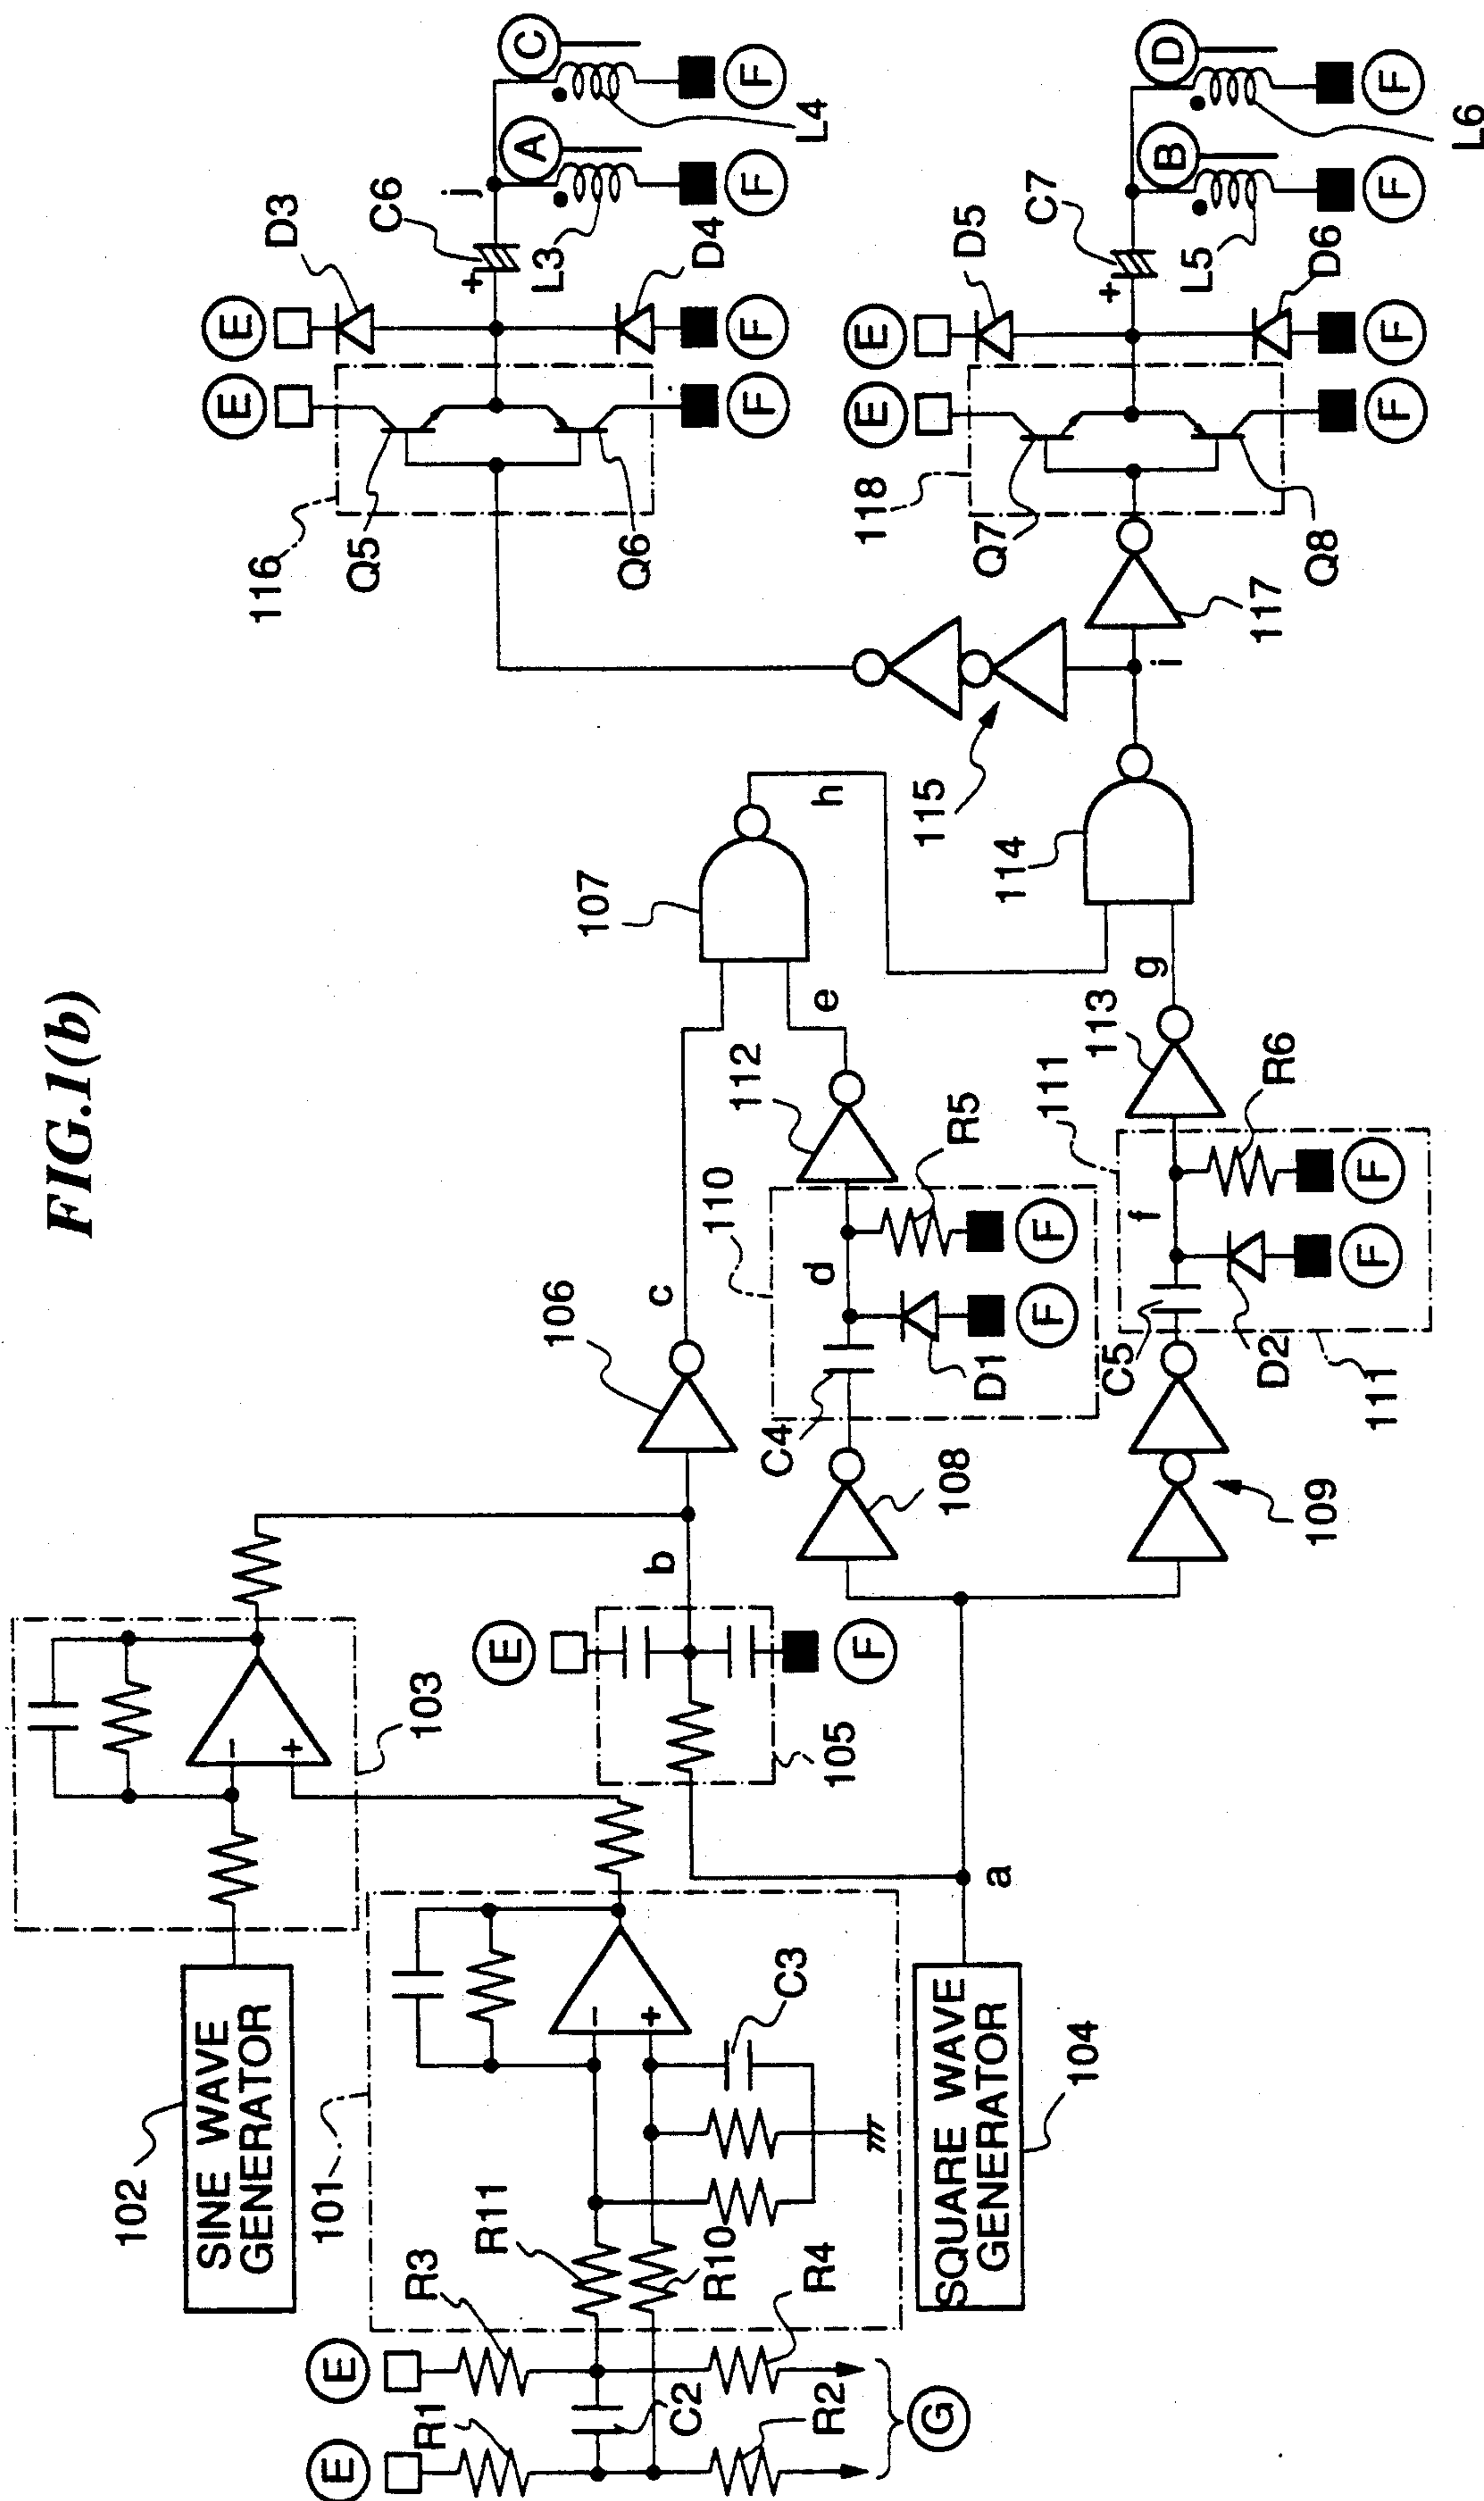 FIG.1(b)
102
SINE WAVE
GENERATOR
103
101
R11
R3
R10
R4
C3
E
E
R1
C2
R2
G
SQUARE WAVE
GENERATOR
104
a
105
E
F
b
106
c
107
108
109
C4
110
d
D1
R5
F
F
112
e
h
C5
111
111
f
D2
R6
F
F
113
g
114
115
i
117
116
Q5
Q6
E
E
F
F
D3
D4
C6
+
j
L3
L4
A
C
F
F
118
Q7
Q8
E
E
F
F
D5
D6
C7
+
L5
L6
B
D
F
F
-
+
-
+